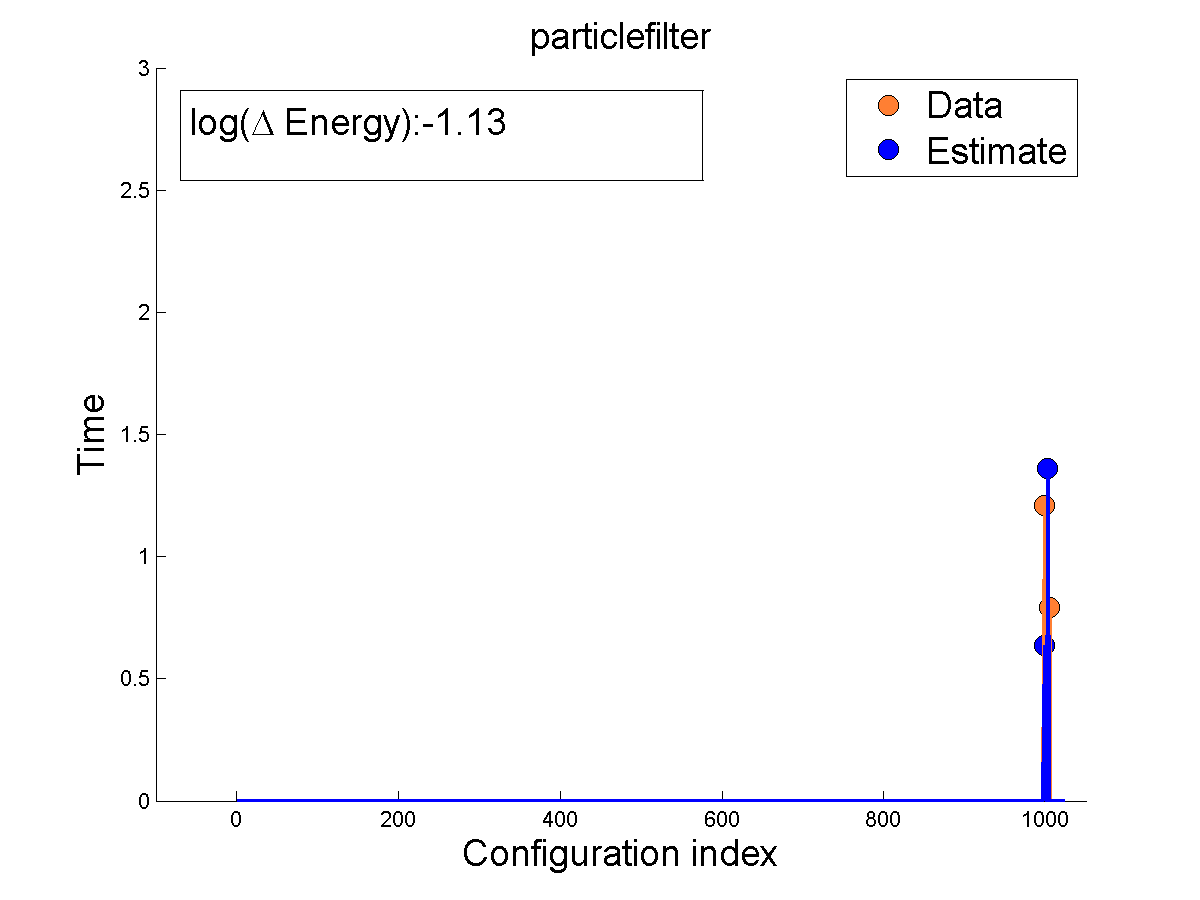 particlefilter
log(Δ Energy):-1.13
Data
Estimate
3
2.5
2
1.5
1
0.5
0
Time
0 200 400 600 800 1000
Configuration index